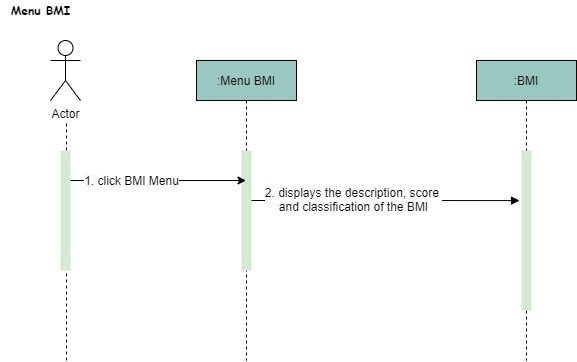 Menu BMI
:Menu BMI
:BMI
Actor
1. click BMI Menu
2. displays the description, score
and classification of the BMI